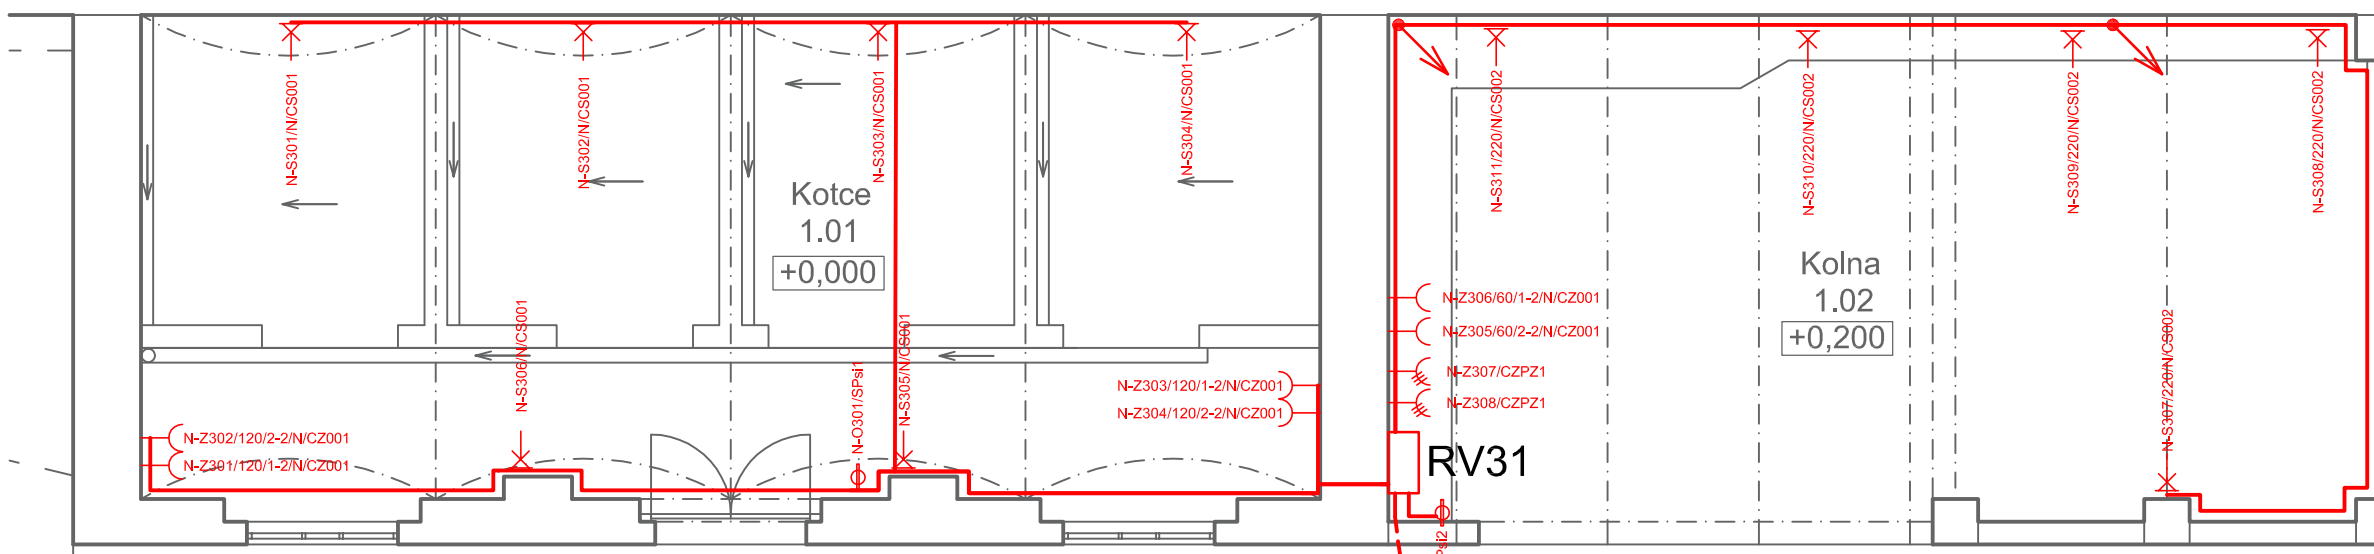 N-S301/N/CS001
N-S302/N/CS001
N-S303/N/CS001
N-S304/N/CS001
N-S311/220/N/CS002
N-S310/220/N/CS002
N-S309/220/N/CS002
N-S308/220/N/CS002
Kotce
1.01
+0,000
Kolna
1.02
+0,200
N-Z306/60/1-2/N/CZ001
N-Z305/60/2-2/N/CZ001
N-Z307/CZPZ1
N-Z308/CZPZ1
N-S306/N/CS001
N-O301/SPsi1
N-S305/N/CS001
N-Z303/120/1-2/N/CZ001
N-Z304/120/2-2/N/CZ001
N-S307/220/N/CS002
N-Z302/120/2-2/N/CZ001
N-Z301/120/1-2/N/CZ001
RV31